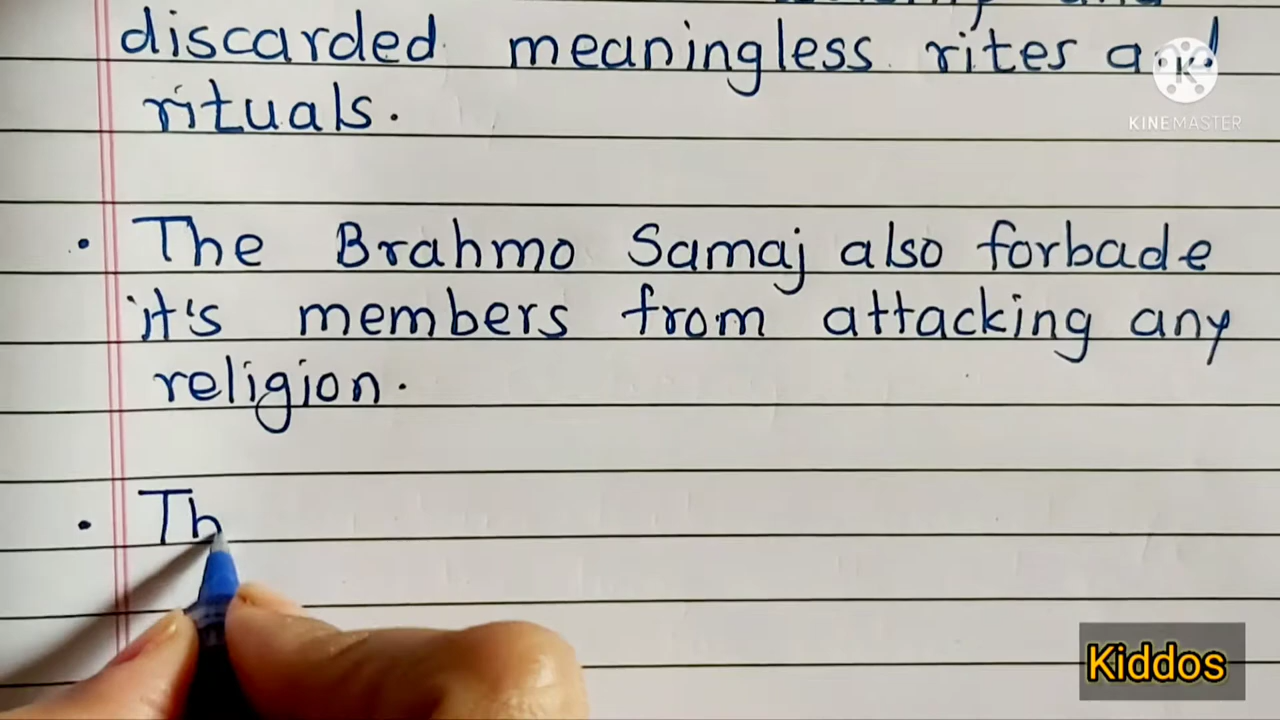 and
discarded meaningless rites and
rituals.
KINEMASTER
• The Brahmo Samaj also forbade
it's members from attacking any
religion.
• Th
Kiddos